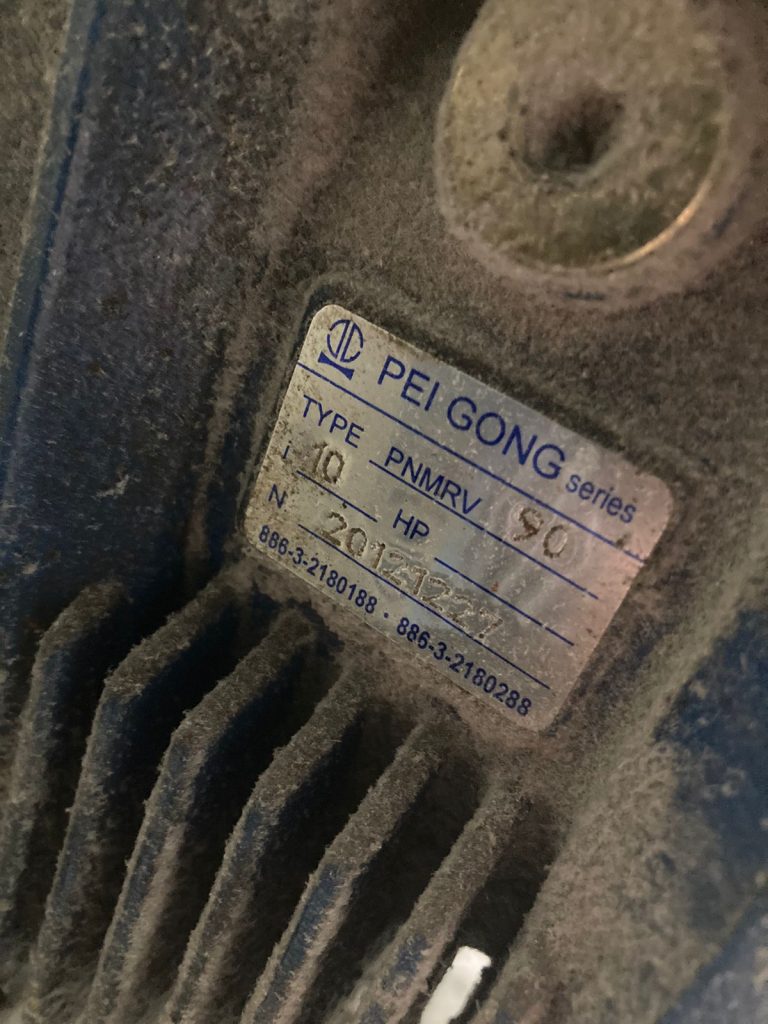 PEI GONG series
TYPE PNMRV 90
i 10 HP
N 20121227
886-3-2180188 · 886-3-2180288